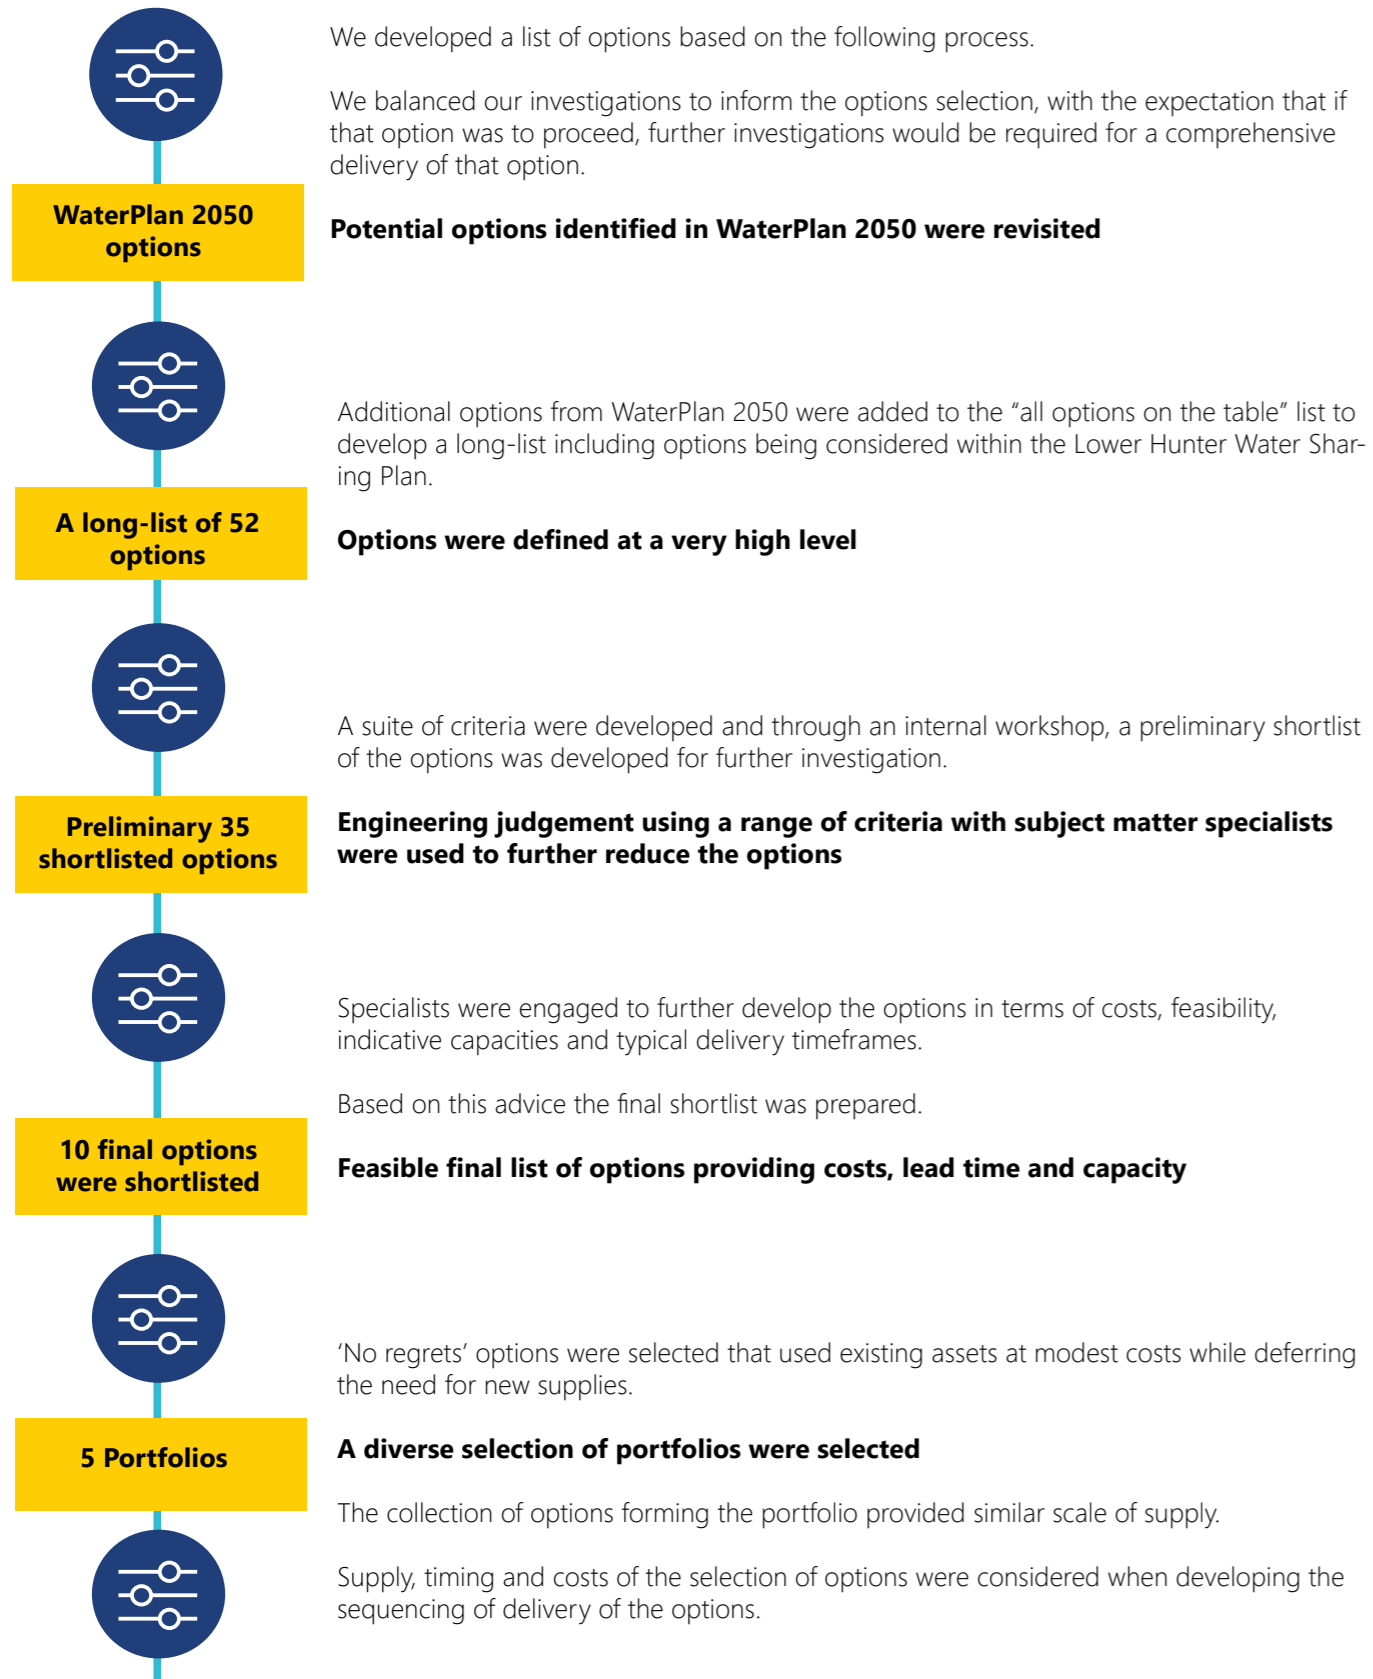 We developed a list of options based on the following process.
We balanced our investigations to inform the options selection, with the expectation that if
that option was to proceed, further investigations would be required for a comprehensive
delivery of that option.
WaterPlan 2050
options
Potential options identified in WaterPlan 2050 were revisited
Additional options from WaterPlan 2050 were added to the “all options on the table” list to
develop a long-list including options being considered within the Lower Hunter Water Shar-
ing Plan.
A long-list of 52
options
Options were defined at a very high level
A suite of criteria were developed and through an internal workshop, a preliminary shortlist
of the options was developed for further investigation.
Preliminary 35
shortlisted options
Engineering judgement using a range of criteria with subject matter specialists
were used to further reduce the options
Specialists were engaged to further develop the options in terms of costs, feasibility,
indicative capacities and typical delivery timeframes.
Based on this advice the final shortlist was prepared.
10 final options
were shortlisted
Feasible final list of options providing costs, lead time and capacity
‘No regrets’ options were selected that used existing assets at modest costs while deferring
the need for new supplies.
5 Portfolios
A diverse selection of portfolios were selected
The collection of options forming the portfolio provided similar scale of supply.
Supply, timing and costs of the selection of options were considered when developing the
sequencing of delivery of the options.